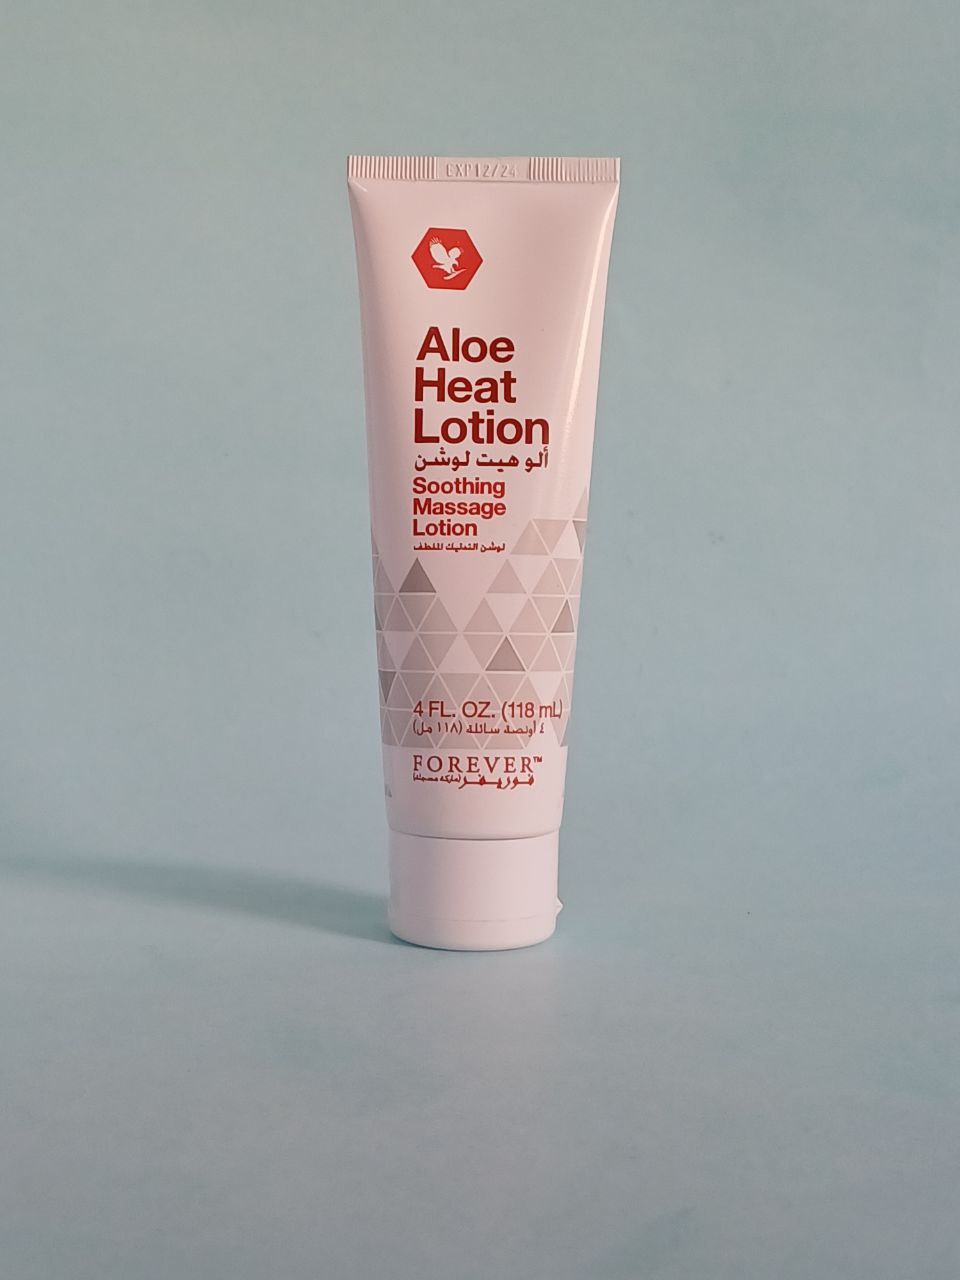 EXP12/24
Aloe
Heat
Lotion
ألو هيت لوشن
Soothing
Massage
Lotion
لوشن التدليك الملطف
4 FL. OZ. (118 mL)
٤ أونصة سائلة (١١٨ مل)
FOREVER™
فوريفر (ماركة مسجلة)